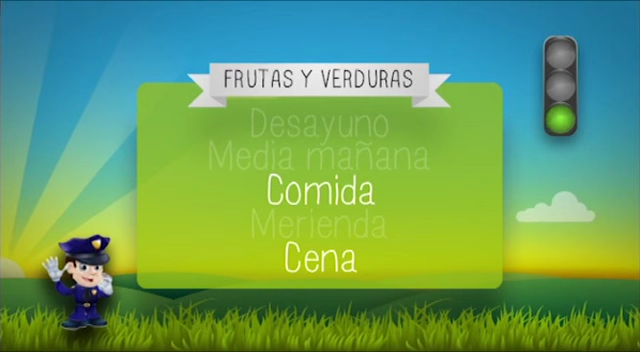 FRUTAS Y VERDURAS
Desayuno
Media mañana
Comida
Merienda
Cena